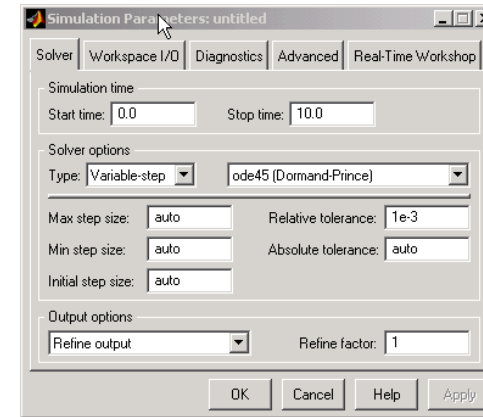 Simulation Parameters: untitled
Solver Workspace I/O Diagnostics Advanced Real-Time Workshop
Simulation time
Start time: 0.0 Stop time: 10.0
Solver options
Type: Variable-step ode45 (Dormand-Prince)
Max step size: auto Relative tolerance: 1e-3
Min step size: auto Absolute tolerance: auto
Initial step size: auto
Output options
Refine output Refine factor: 1
OK Cancel Help Apply